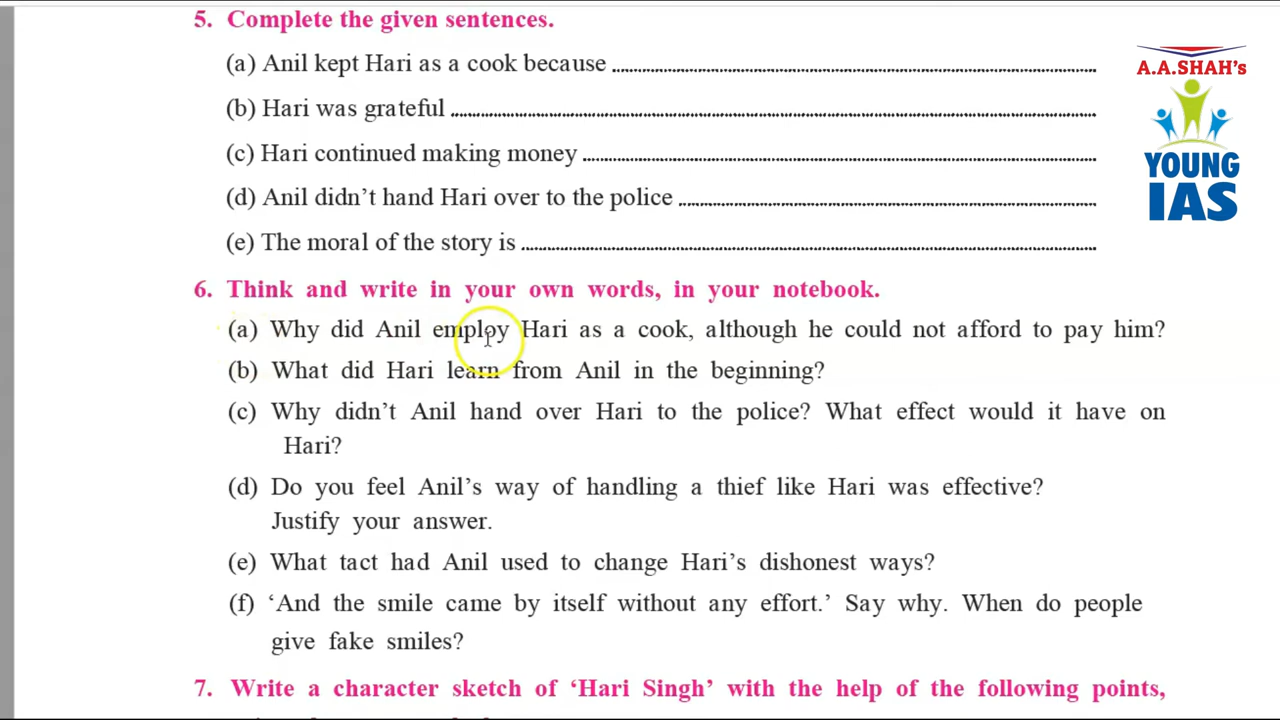 5. Complete the given sentences.
(a) Anil kept Hari as a cook because
(b) Hari was grateful
(c) Hari continued making money
(d) Anil didn't hand Hari over to the police
(e) The moral of the story is
A.A.SHAH's
YOUNG
IAS
6. Think and write in your own words, in your notebook.
(a) Why did Anil employ Hari as a cook, although he could not afford to pay him?
(b) What did Hari learn from Anil in the beginning?
(c) Why didn't Anil hand over Hari to the police? What effect would it have on
Hari?
(d) Do you feel Anil's way of handling a thief like Hari was effective?
Justify your answer.
(e) What tact had Anil used to change Hari's dishonest ways?
(f) 'And the smile came by itself without any effort.' Say why. When do people
give fake smiles?
7. Write a character sketch of 'Hari Singh' with the help of the following points,